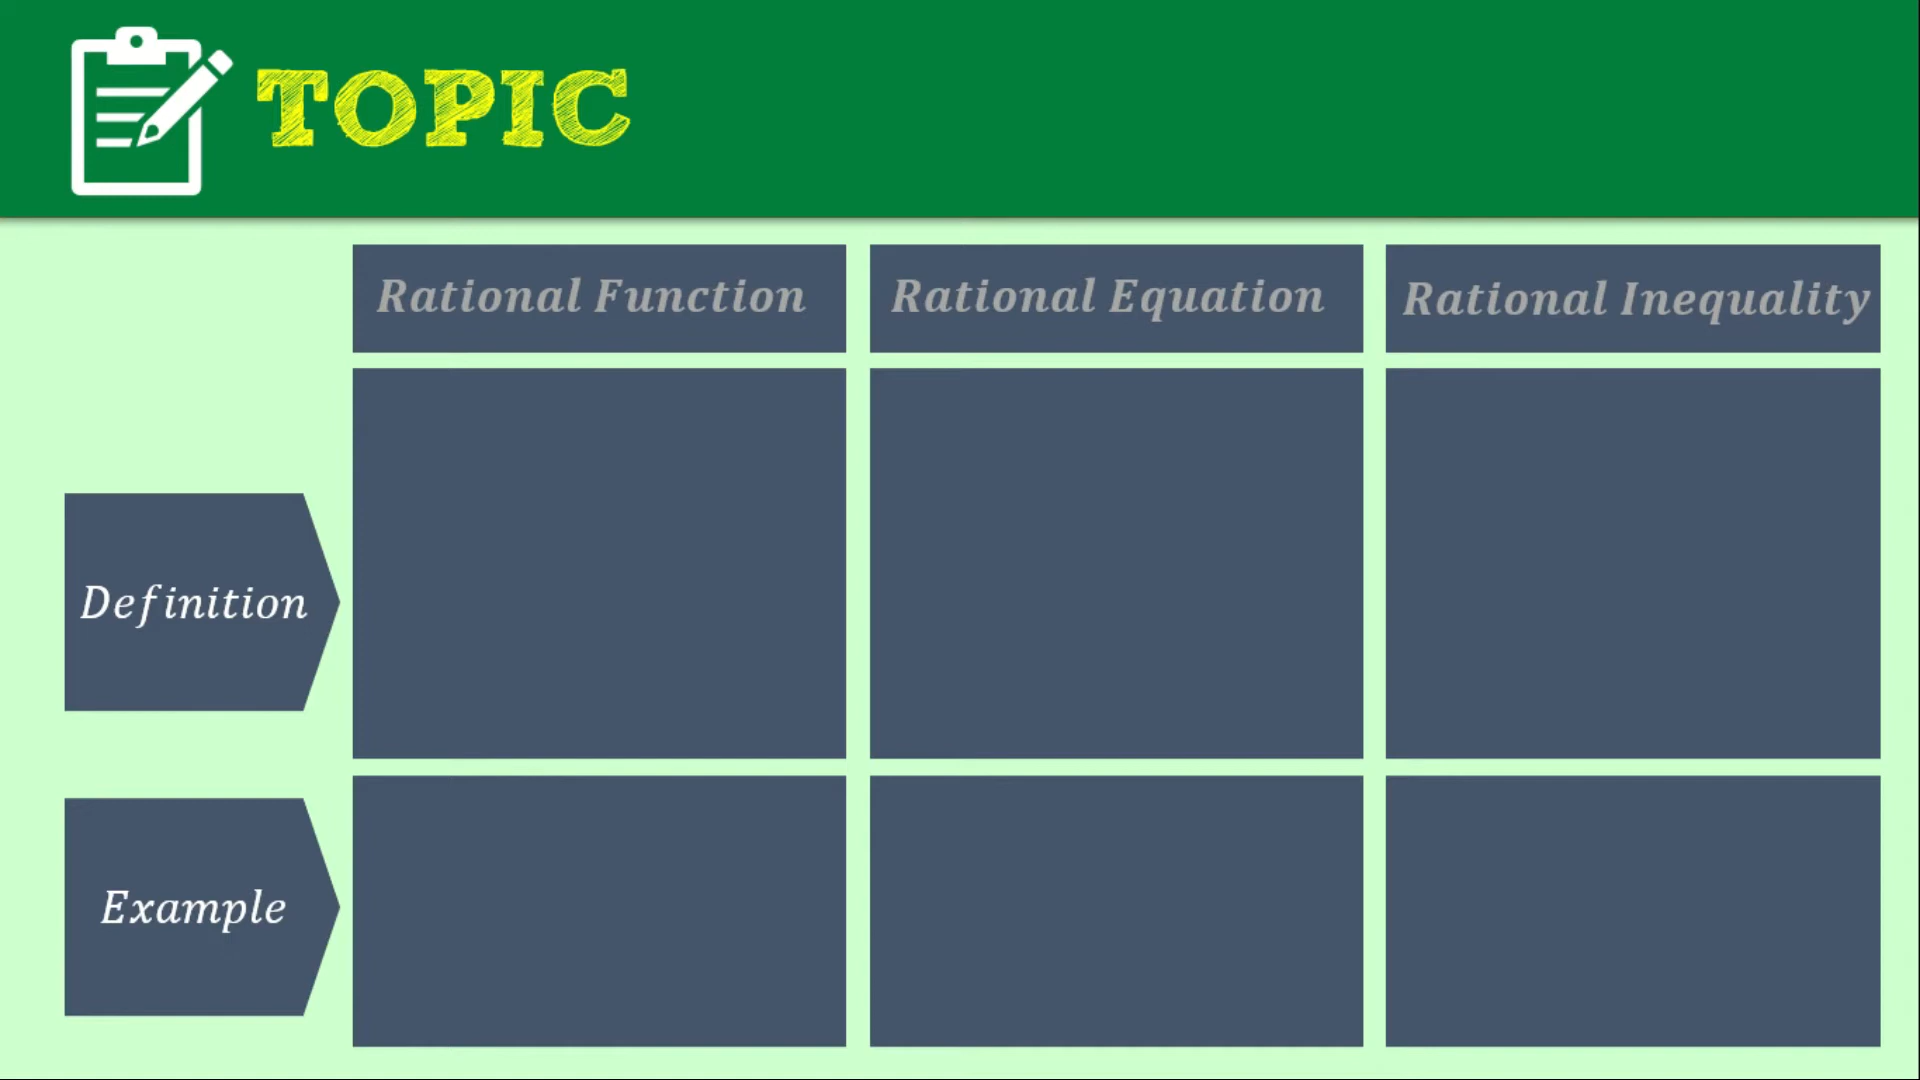 TOPIC
Rational Function
Rational Equation
Rational Inequality
Definition
Example